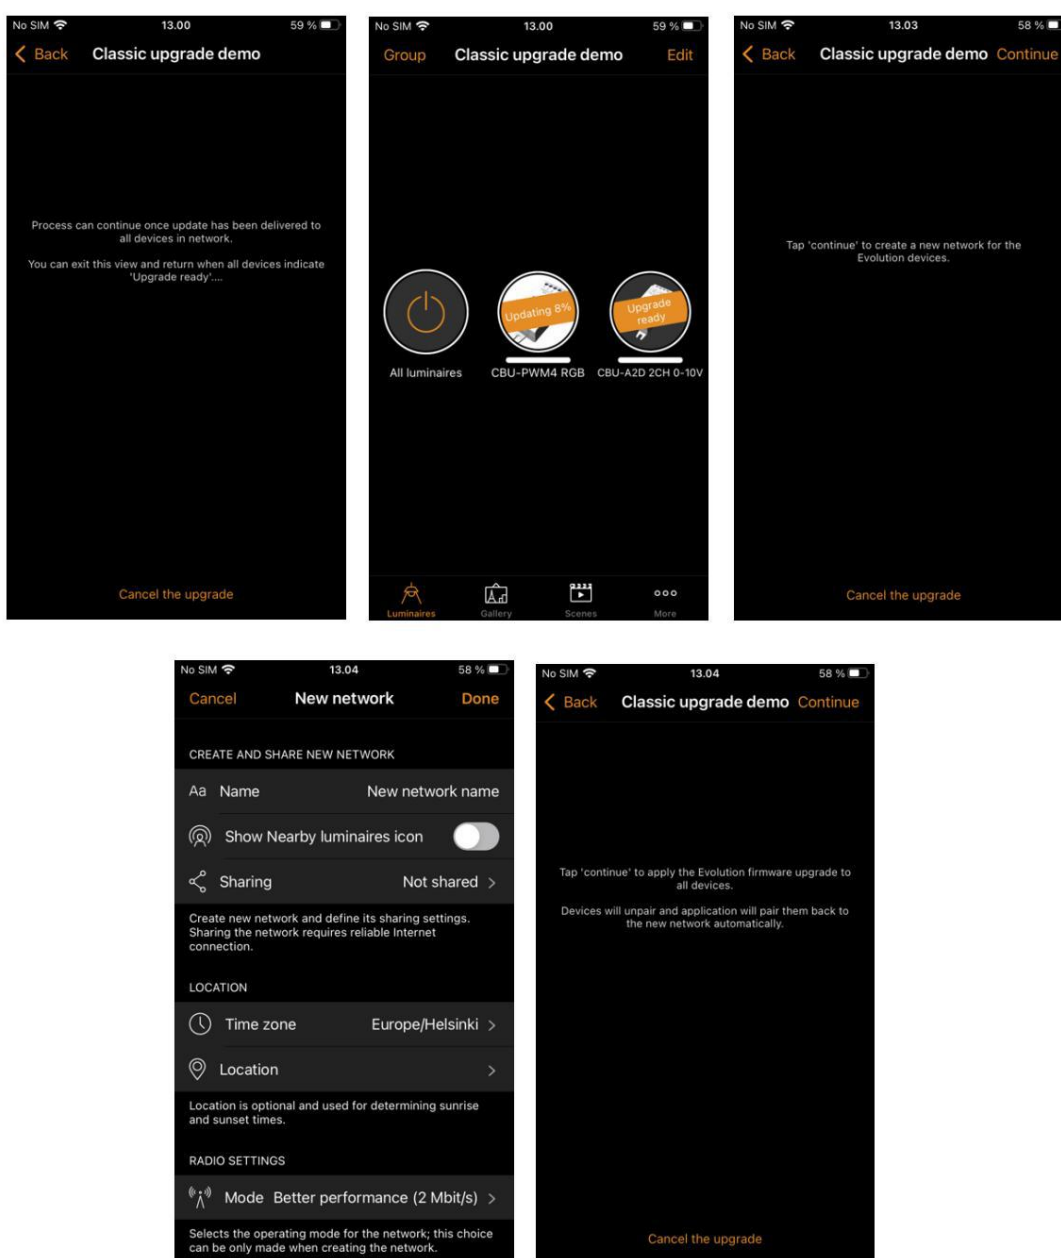 No SIM 13.00 59 %
Back Classic upgrade demo
Process can continue once update has been delivered to
all devices in network.
You can exit this view and return when all devices indicate
'Upgrade ready'....
Cancel the upgrade
No SIM 13.00 59 %
Group Classic upgrade demo Edit
Updating 8%
Upgrade
ready
All luminaires CBU-PWM4 RGB CBU-A2D 2CH 0-10V
Luminaires Gallery Scenes More
No SIM 13.03 58 %
Back Classic upgrade demo Continue
Tap 'continue' to create a new network for the
Evolution devices.
Cancel the upgrade
No SIM 13.04 58 %
Cancel New network Done
CREATE AND SHARE NEW NETWORK
Aa Name New network name
Show Nearby luminaires icon
Sharing Not shared >
Create new network and define its sharing settings.
Sharing the network requires reliable Internet
connection.
LOCATION
Time zone Europe/Helsinki >
Location >
Location is optional and used for determining sunrise
and sunset times.
RADIO SETTINGS
Mode Better performance (2 Mbit/s) >
Selects the operating mode for the network; this choice
can be only made when creating the network.
No SIM 13.04 58 %
Back Classic upgrade demo Continue
Tap 'continue' to apply the Evolution firmware upgrade to
all devices.
Devices will unpair and application will pair them back to
the new network automatically.
Cancel the upgrade